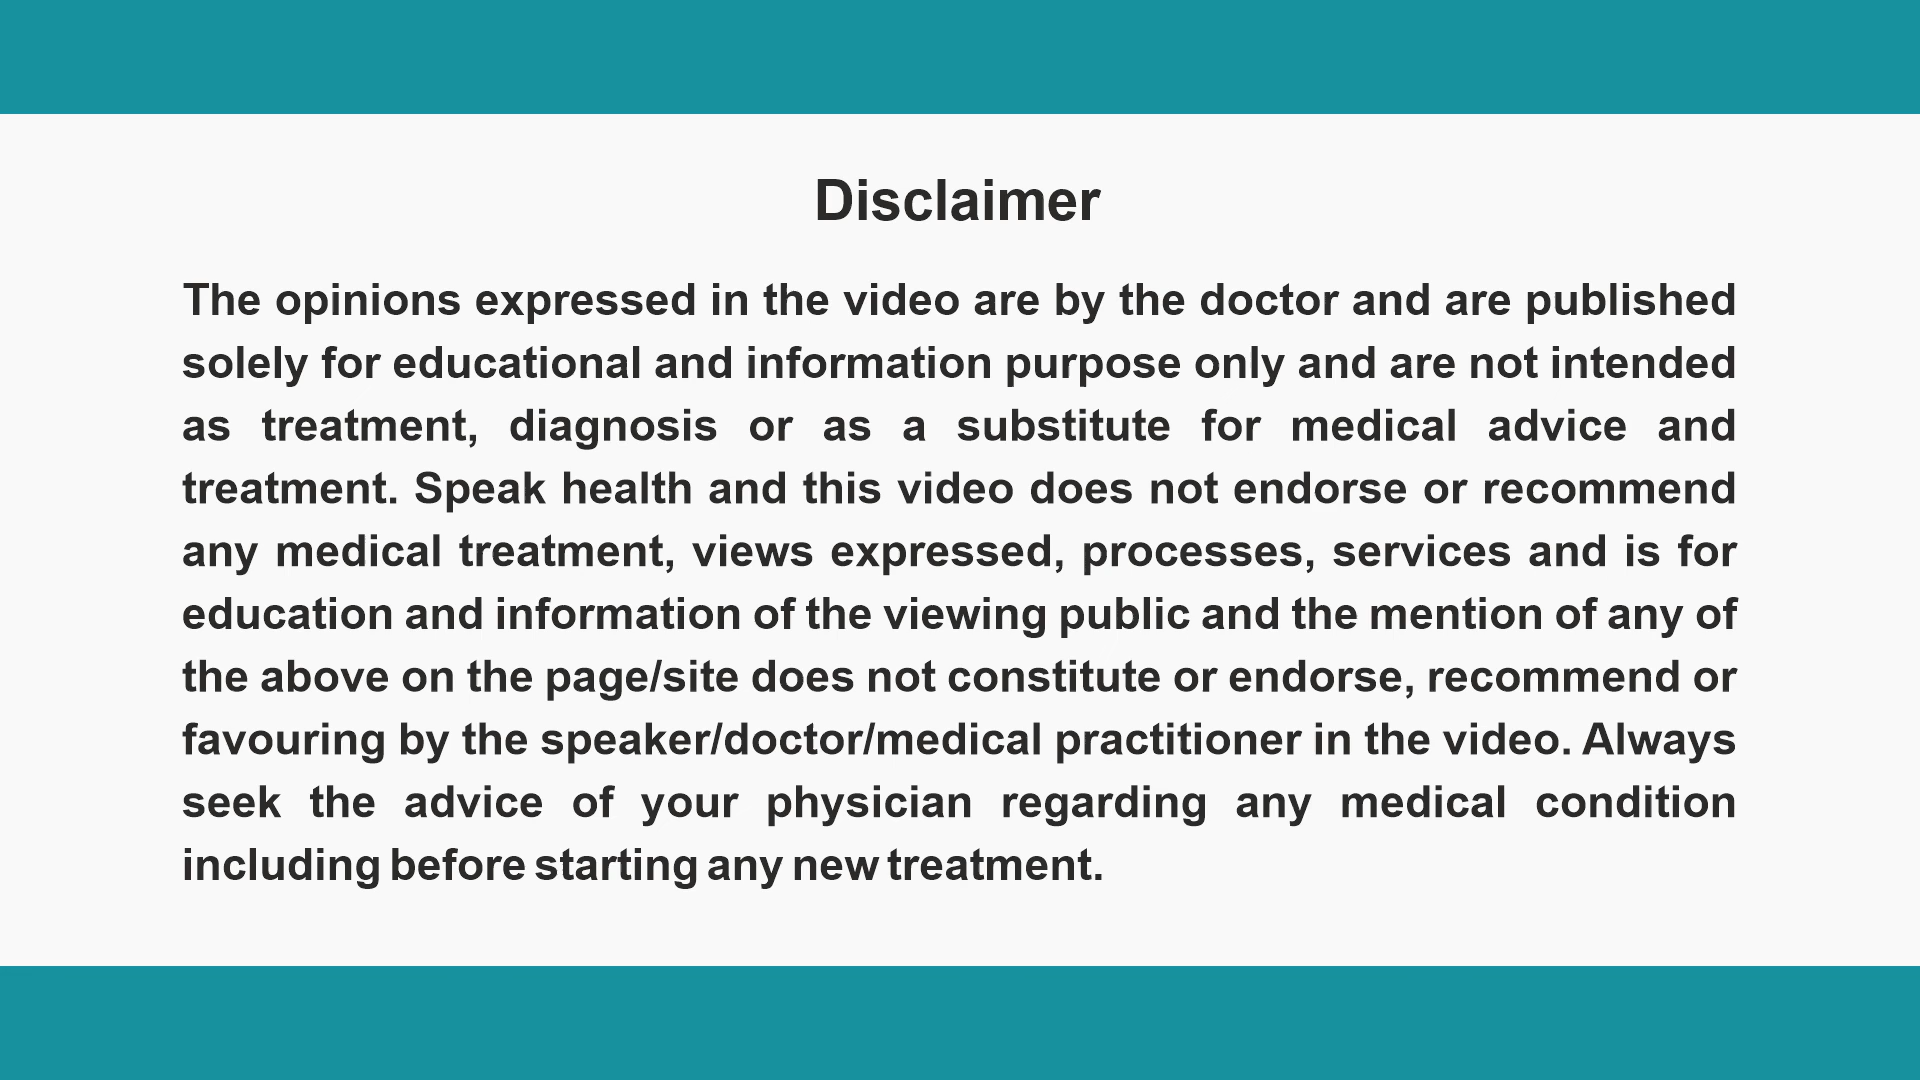 Disclaimer
The opinions expressed in the video are by the doctor and are published
solely for educational and information purpose only and are not intended
as treatment, diagnosis or as a substitute for medical advice and
treatment. Speak health and this video does not endorse or recommend
any medical treatment, views expressed, processes, services and is for
education and information of the viewing public and the mention of any of
the above on the page/site does not constitute or endorse, recommend or
favouring by the speaker/doctor/medical practitioner in the video. Always
seek the advice of your physician regarding any medical condition
including before starting any new treatment.